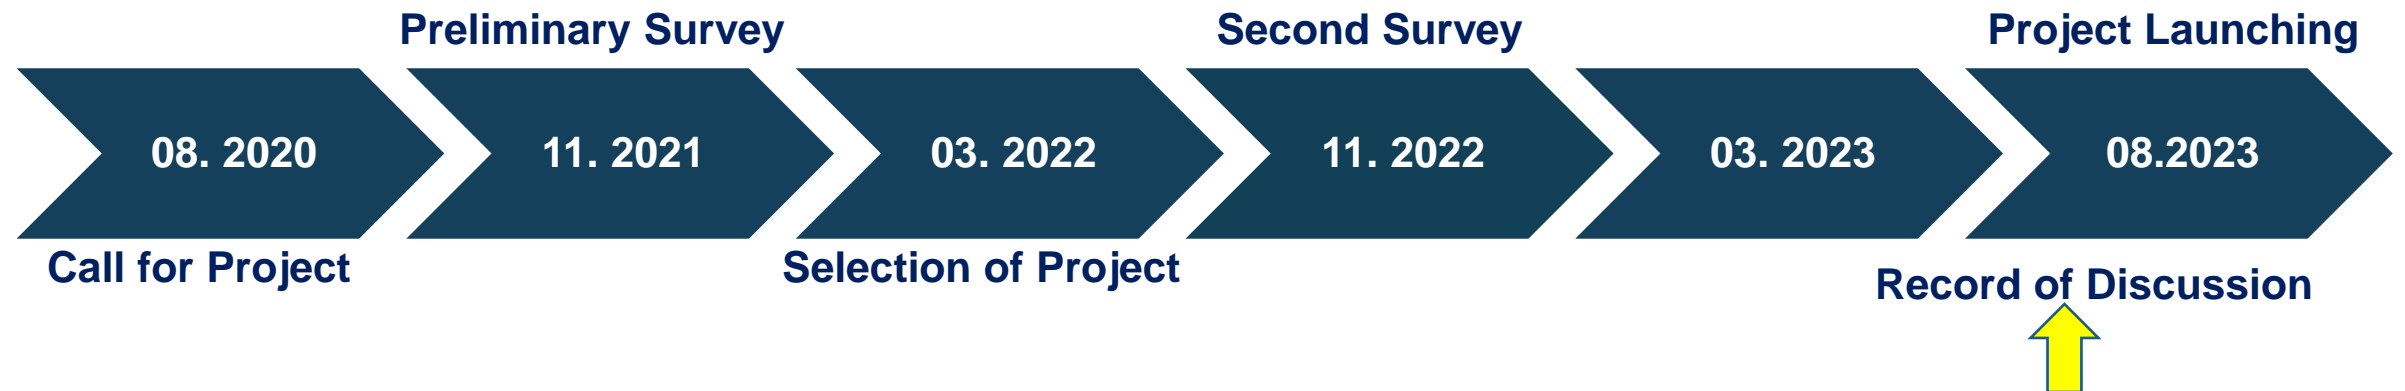 Preliminary Survey
Second Survey
Project Launching
08. 2020
11. 2021
03. 2022
11. 2022
03. 2023
08.2023
Call for Project
Selection of Project
Record of Discussion